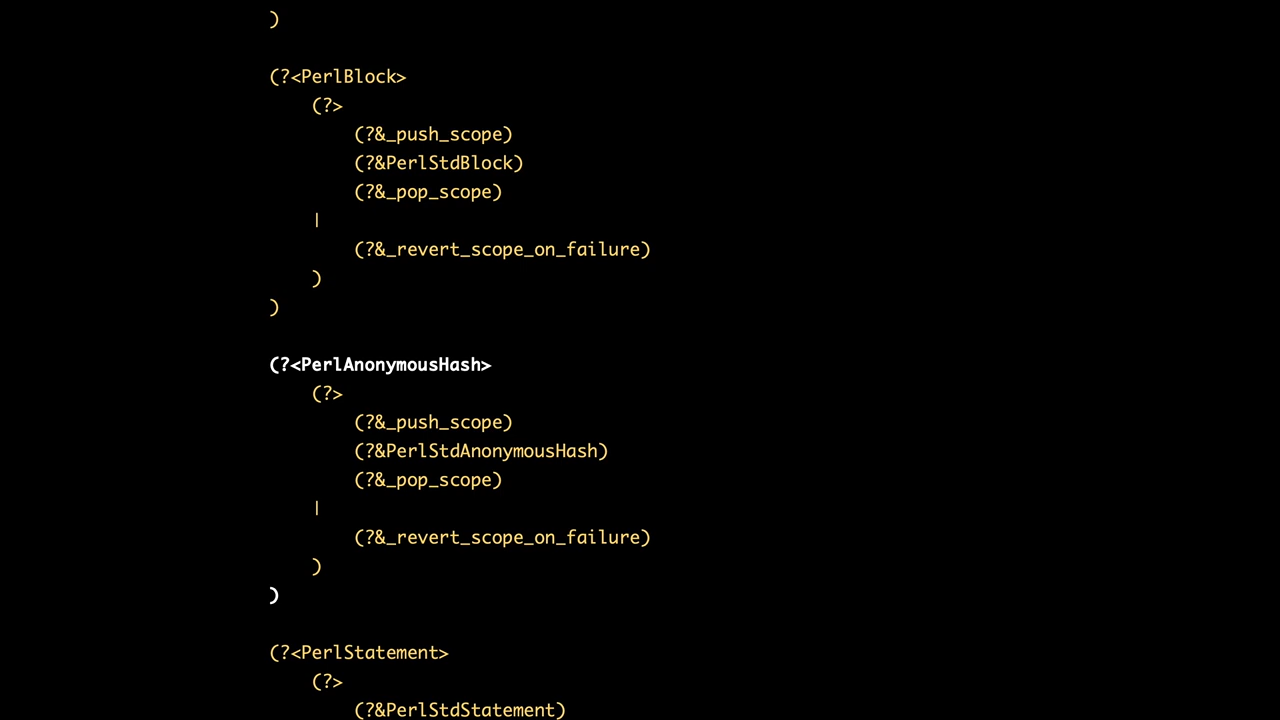 )
(?<PerlBlock>
(?>
(?&_push_scope)
(?&PerlStdBlock)
(?&_pop_scope)
|
(?&_revert_scope_on_failure)
)
)
(?<PerlAnonymousHash>
(?>
(?&_push_scope)
(?&PerlStdAnonymousHash)
(?&_pop_scope)
|
(?&_revert_scope_on_failure)
)
)
(?<PerlStatement>
(?>
(?&PerlStdStatement)